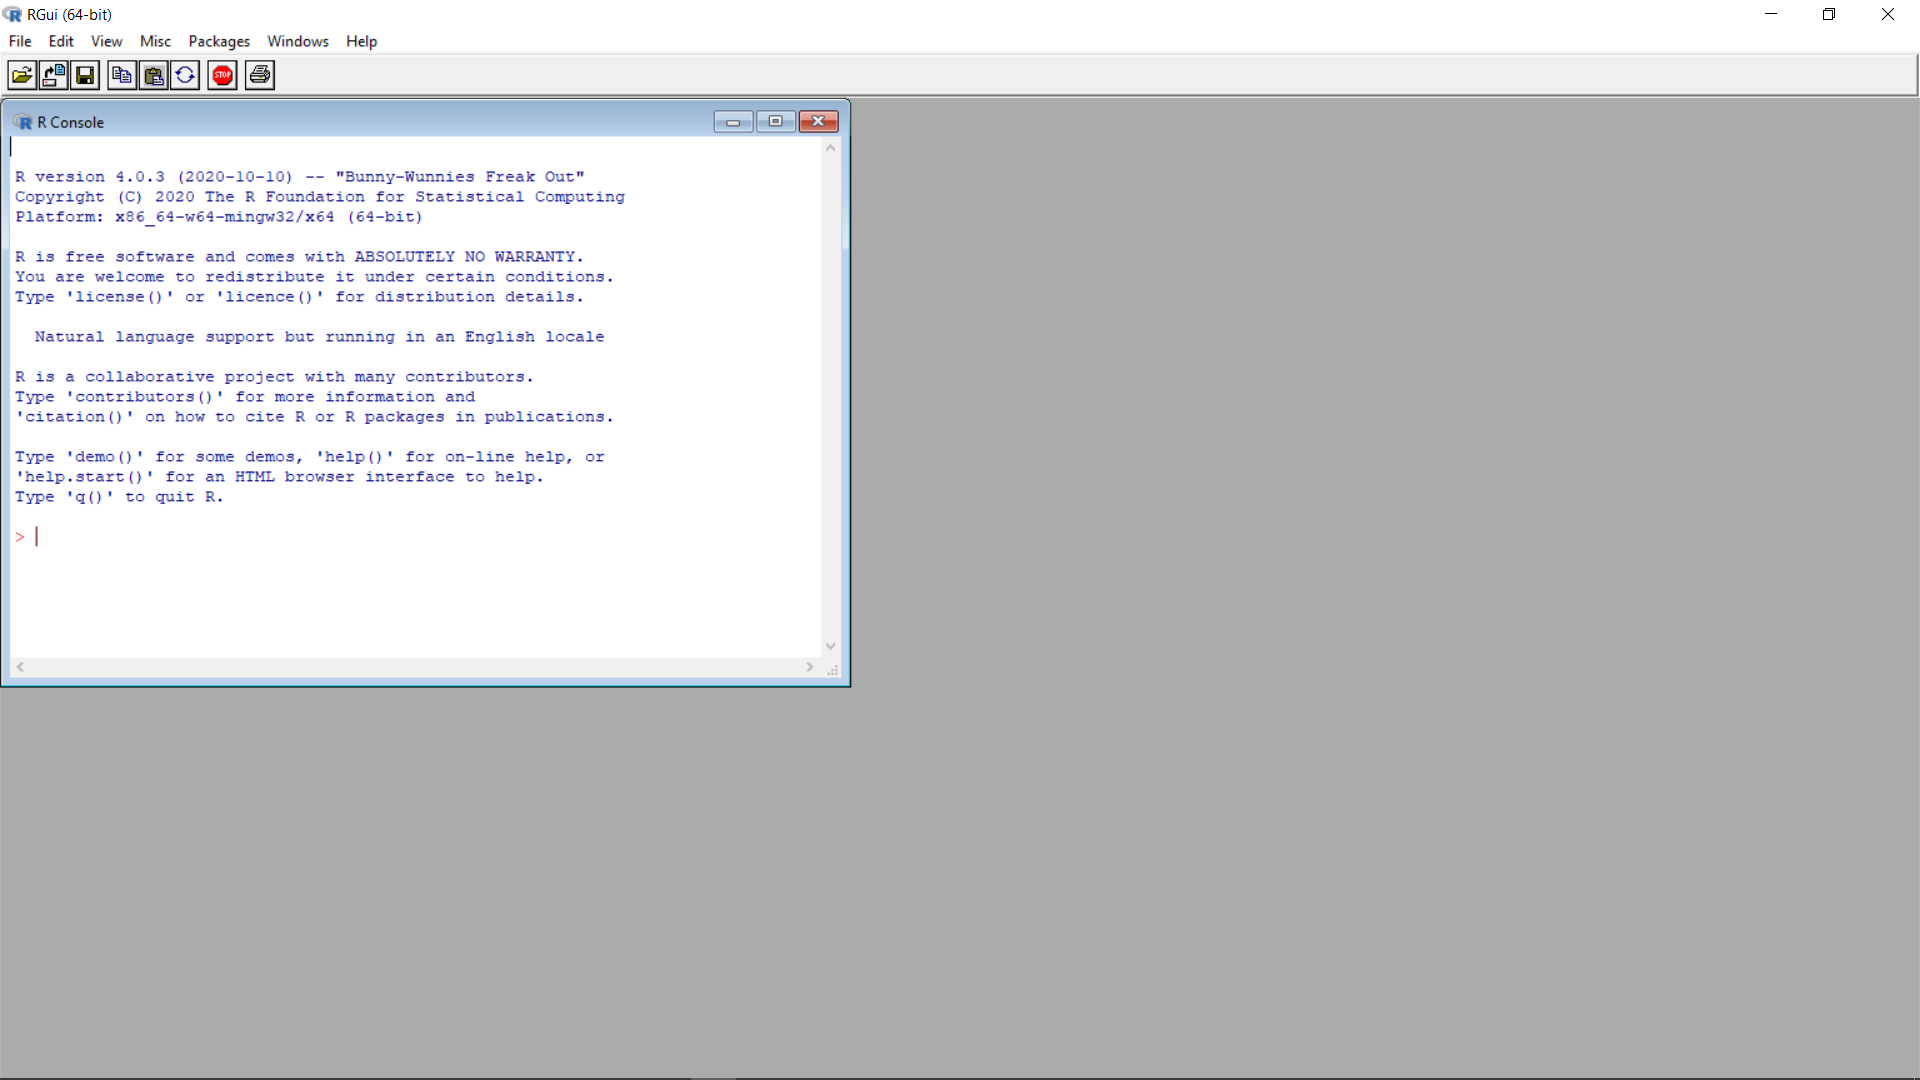 RGui (64-bit)
File Edit View Misc Packages Windows Help
STOP
R Console
R version 4.0.3 (2020-10-10) -- "Bunny-Wunnies Freak Out"
Copyright (C) 2020 The R Foundation for Statistical Computing
Platform: x86_64-w64-mingw32/x64 (64-bit)
R is free software and comes with ABSOLUTELY NO WARRANTY.
You are welcome to redistribute it under certain conditions.
Type 'license()' or 'licence()' for distribution details.
Natural language support but running in an English locale
R is a collaborative project with many contributors.
Type 'contributors()' for more information and
'citation()' on how to cite R or R packages in publications.
Type 'demo()' for some demos, 'help()' for on-line help, or
'help.start()' for an HTML browser interface to help.
Type 'q()' to quit R.
>